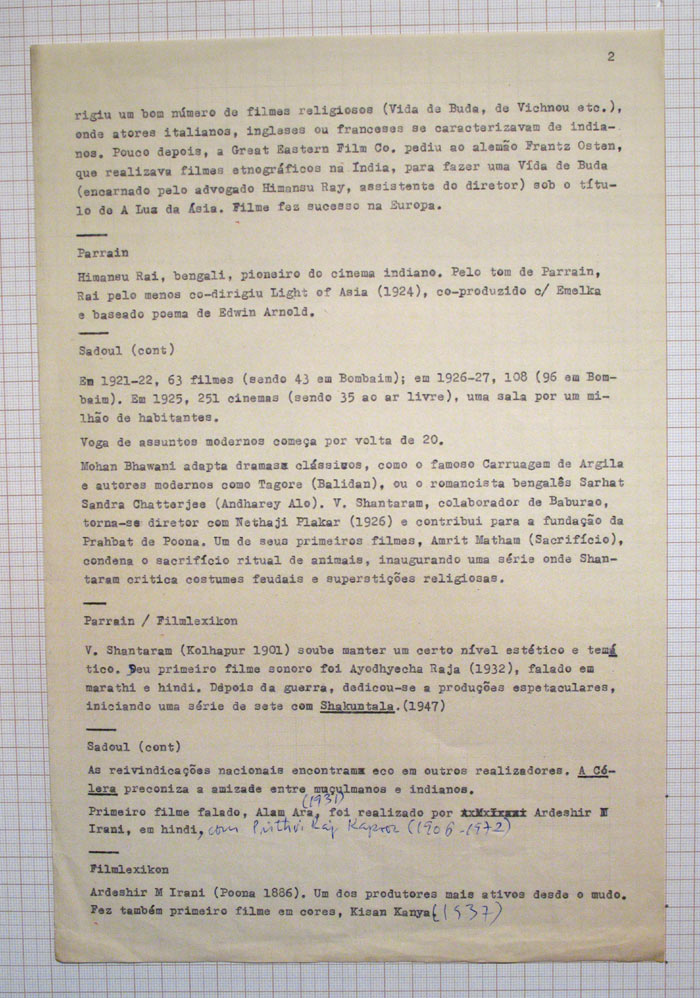 2
rigiu um bom número de filmes religiosos (Vida de Buda, de Vichnou etc.),
onde atores italianos, ingleses ou franceses se caracterizavam de india-
nos. Pouco depois, a Great Eastern Film Co. pediu ao alemão Frantz Osten,
que realizava filmes etnográficos na Índia, para fazer uma Vida de Buda
(encarnado pelo advogado Himansu Ray, assistente do diretor) sob o títu-
lo de A Luz da Ásia. Filme fez sucesso na Europa.
Parrain
Himansu Rai, bengali, pioneiro do cinema indiano. Pelo tom de Parrain,
Rai pelo menos co-dirigiu Light of Asia (1924), co-produzido c/ Emelka
e baseado poema de Edwin Arnold.
Sadoul (cont)
Em 1921-22, 63 filmes (sendo 43 em Bombaim); em 1926-27, 108 (96 em Bom-
baim). Em 1925, 251 cinemas (sendo 35 ao ar livre), uma sala por um mi-
lhão de habitantes.
Voga de assuntos modernos começa por volta de 20.
Mohan Bhawani adapta dramas clássicos, como o famoso Carruagem de Argila
e autores modernos como Tagore (Balidan), ou o romancista bengalês Sarhat
Sandra Chatterjee (Andharey Alo). V. Shantaram, colaborador de Baburao,
torna-se diretor com Nethaji Plakar (1926) e contribui para a fundação da
Prahbat de Poona. Um de seus primeiros filmes, Amrit Matham (Sacrifício),
condena o sacrifício ritual de animais, inaugurando uma série onde Shan-
taram critica costumes feudais e superstições religiosas.
Parrain / Filmlexikon
V. Shantaram (Kolhapur 1901) soube manter um certo nível estético e temá
tico. Seu primeiro filme sonoro foi Ayodhyecha Raja (1932), falado em
marathi e hindi. Depois da guerra, dedicou-se a produções espetaculares,
iniciando uma série de sete com Shakuntala.(1947)
Sadoul (cont)
As reivindicações nacionais encontram eco em outros realizadores. A Có-
lera preconiza a amizade entre muçulmanos e indianos.
(1931)
Primeiro filme falado, Alam Ara, foi realizado por Ardeshir M
Irani, em hindi, com Prithvi Raj Kapoor (1906-1972)
Filmlexikon
Ardeshir M Irani (Poona 1886). Um dos produtores mais ativos desde o mudo.
Fez também primeiro filme em cores, Kisan Kanya (1937)